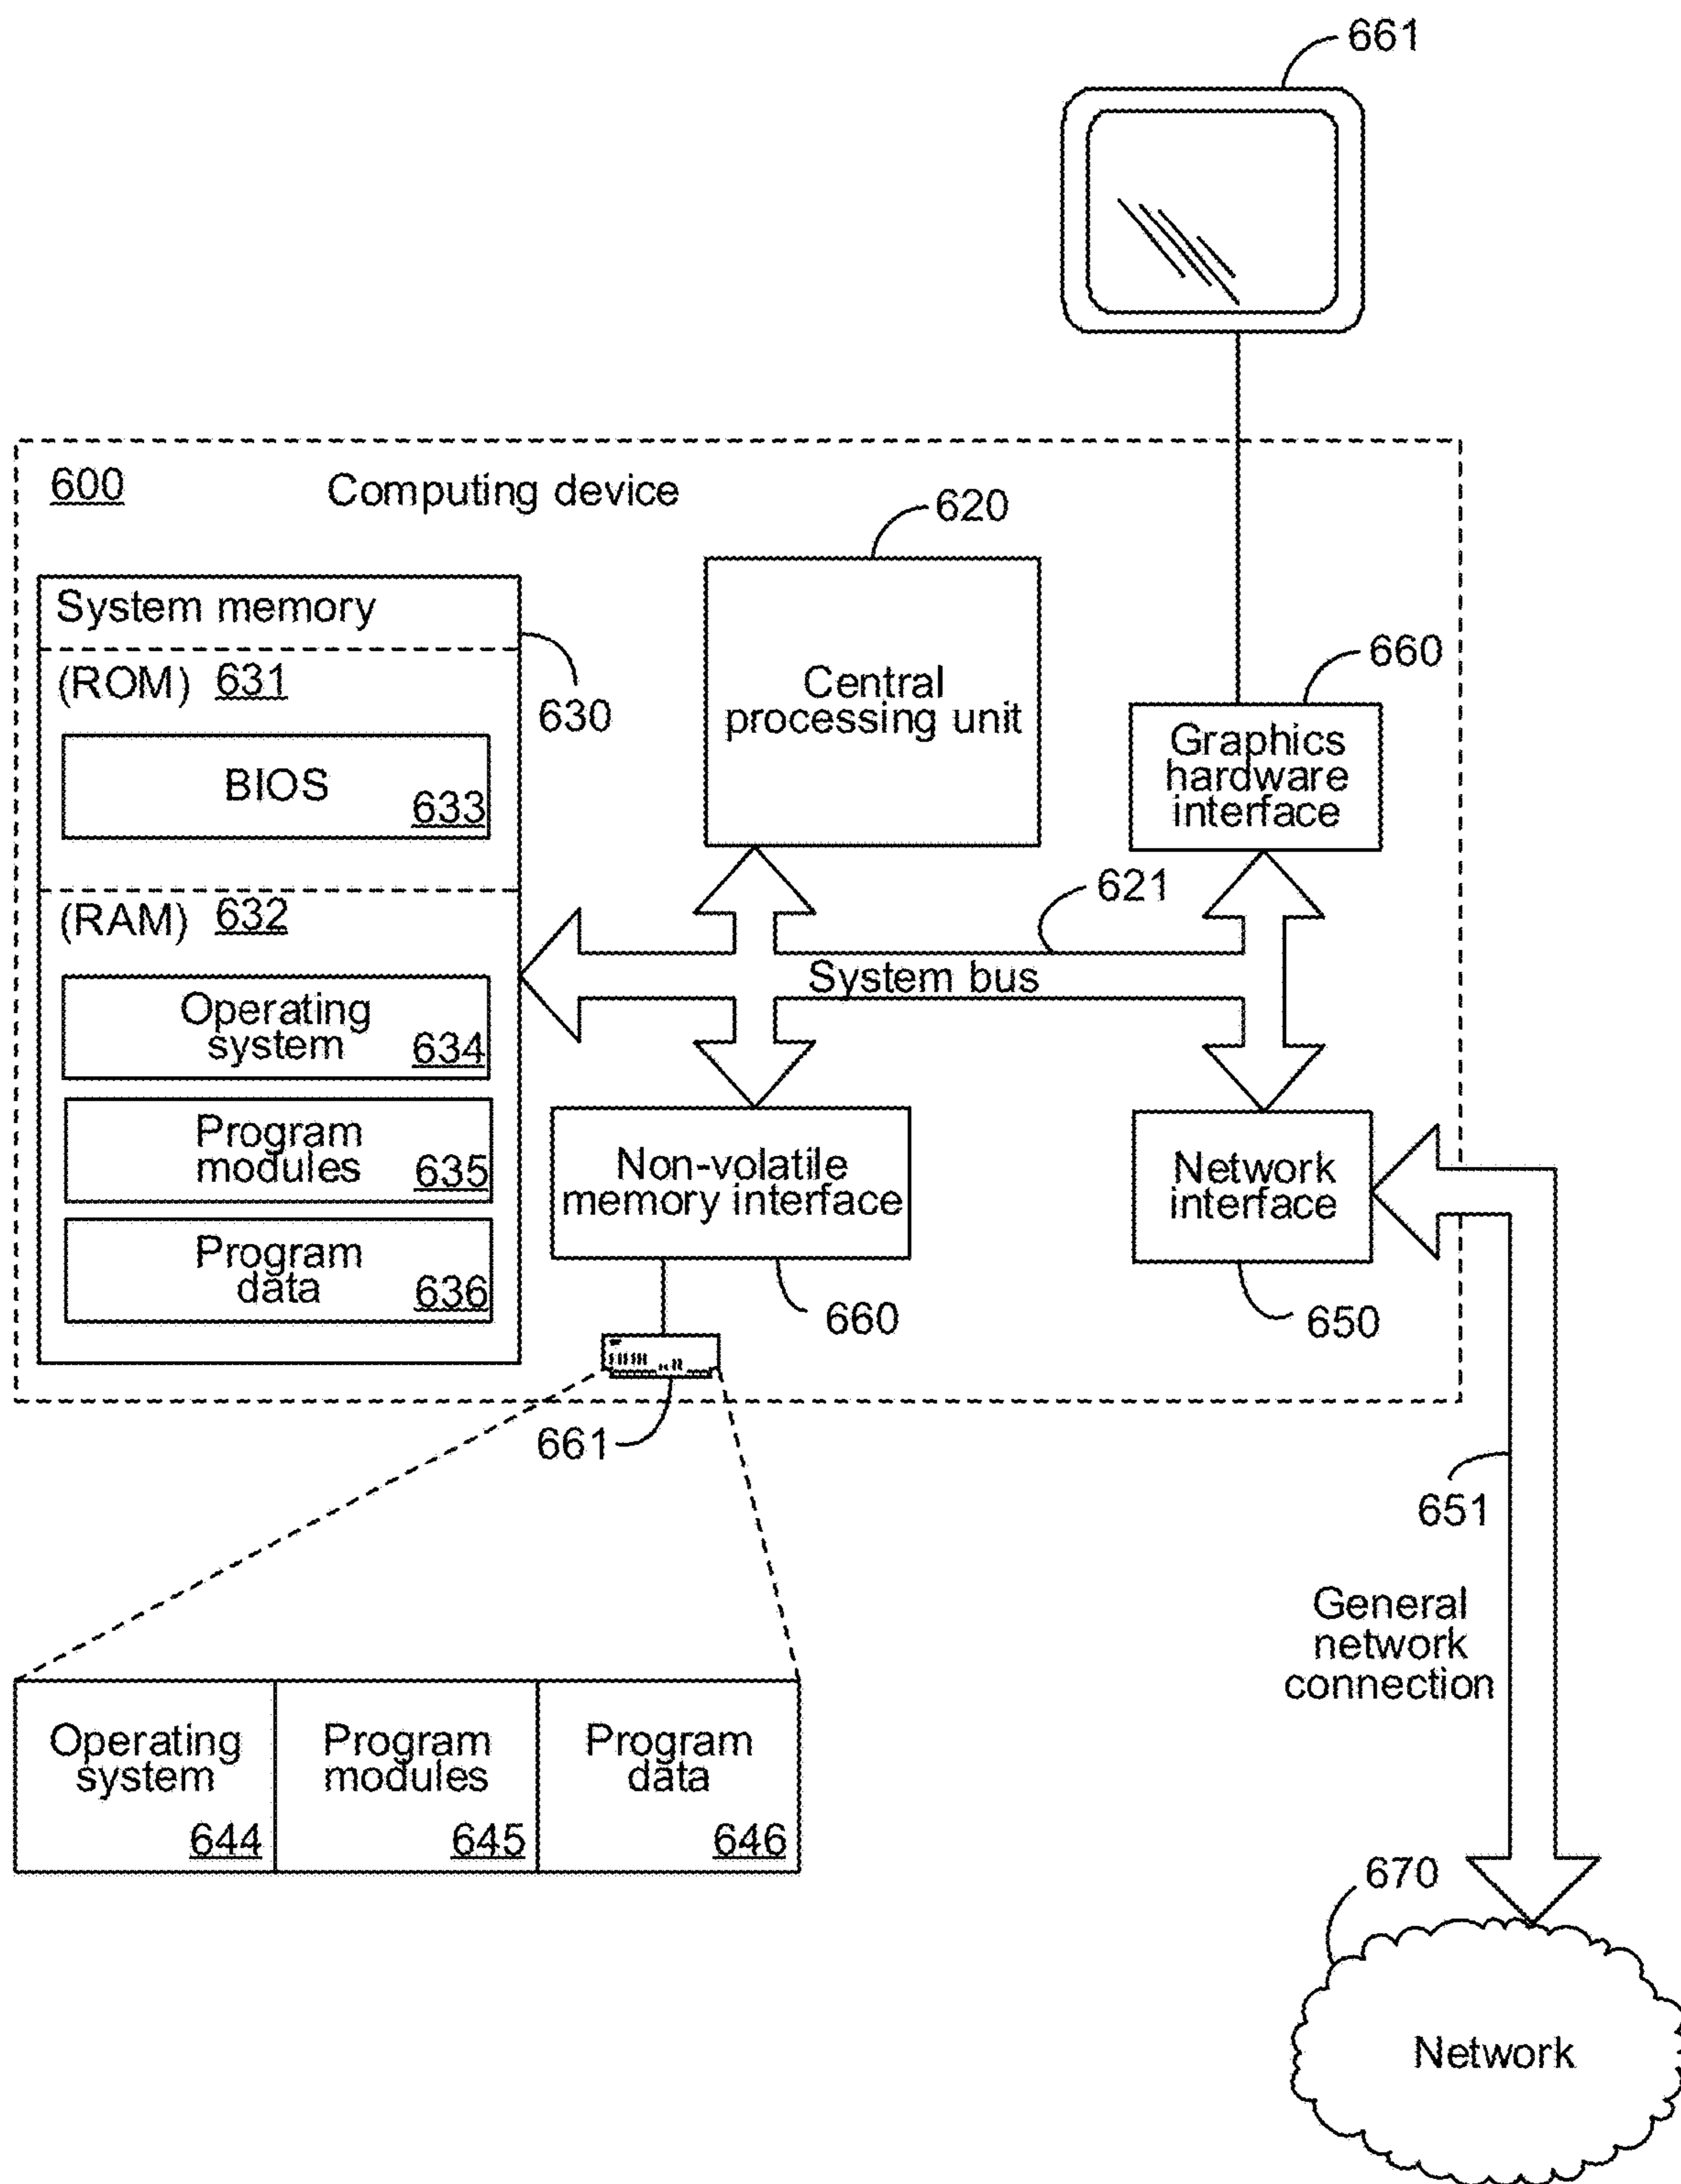 661
600
Computing device
620
System memory
(ROM) 631
630
BIOS
633
Central
processing unit
660
Graphics
hardware
interface
621
(RAM) 632
System bus
Operating
system
634
Program
modules
635
Program
data
636
Non-volatile
memory interface
660
Network
interface
650
661
651
General
network
connection
Operating
system
644
Program
modules
645
Program
data
646
670
Network